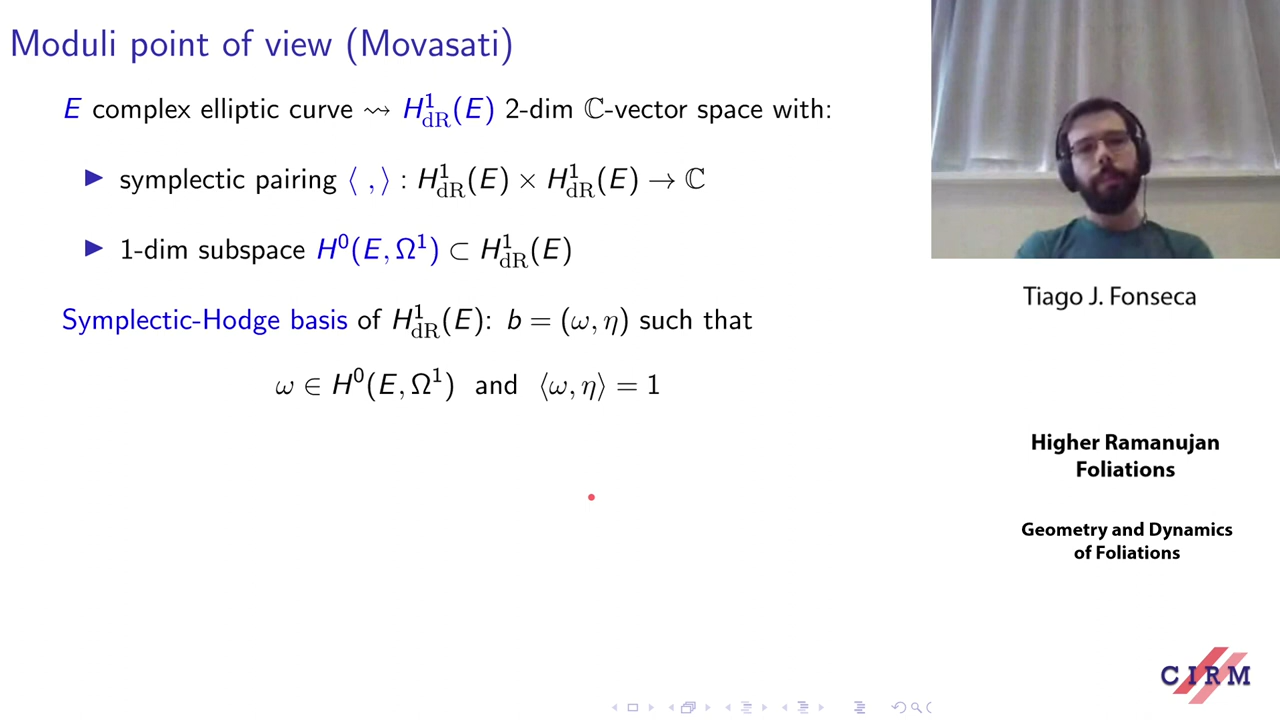 Moduli point of view (Movasati)
E complex elliptic curve ⇝ H¹_dR(E) 2-dim ℂ-vector space with:
▶ symplectic pairing ⟨ , ⟩ : H¹_dR(E) × H¹_dR(E) → ℂ
▶ 1-dim subspace H⁰(E, Ω¹) ⊂ H¹_dR(E)
Symplectic-Hodge basis of H¹_dR(E): b = (ω, η) such that
ω ∈ H⁰(E, Ω¹) and ⟨ω, η⟩ = 1
Tiago J. Fonseca
Higher Ramanujan
Foliations
Geometry and Dynamics
of Foliations
CIRM